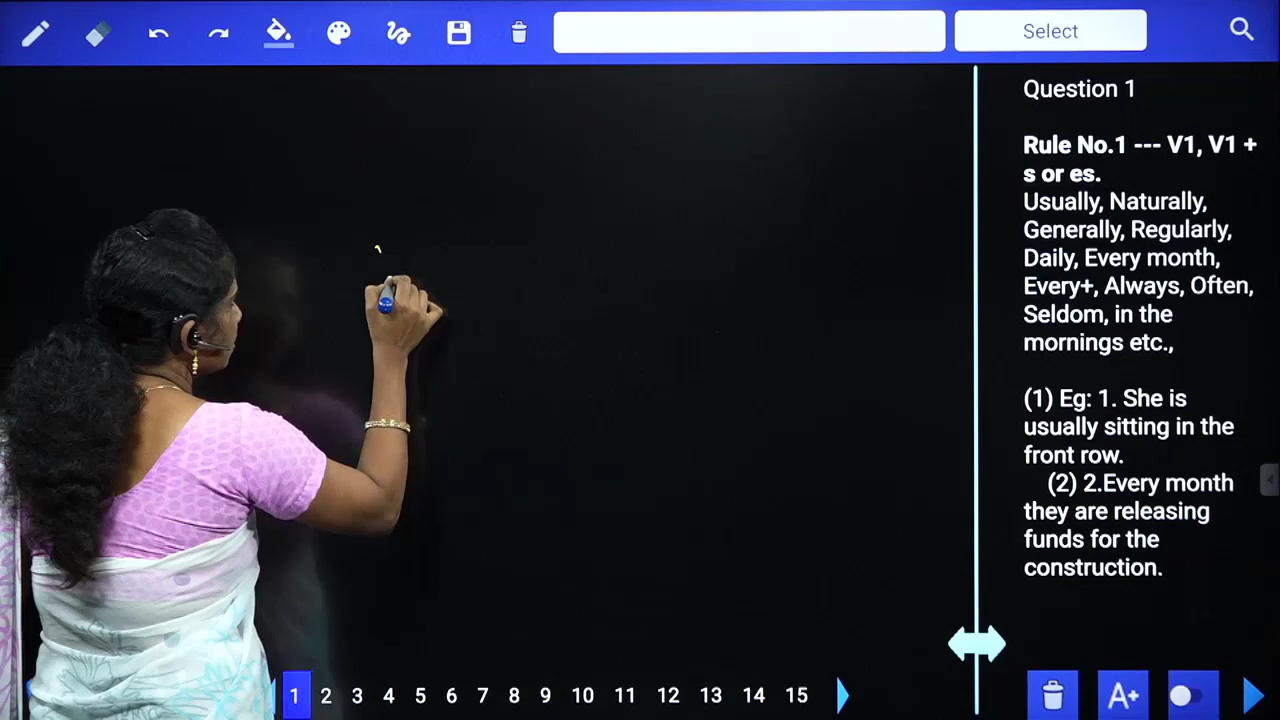 Select
Question 1
Rule No.1 --- V1, V1 +
s or es.
Usually, Naturally,
Generally, Regularly,
Daily, Every month,
Every+, Always, Often,
Seldom, in the
mornings etc.,
(1) Eg: 1. She is
usually sitting in the
front row.
(2) 2.Every month
they are releasing
funds for the
construction.
1 2 3 4 5 6 7 8 9 10 11 12 13 14 15
A+